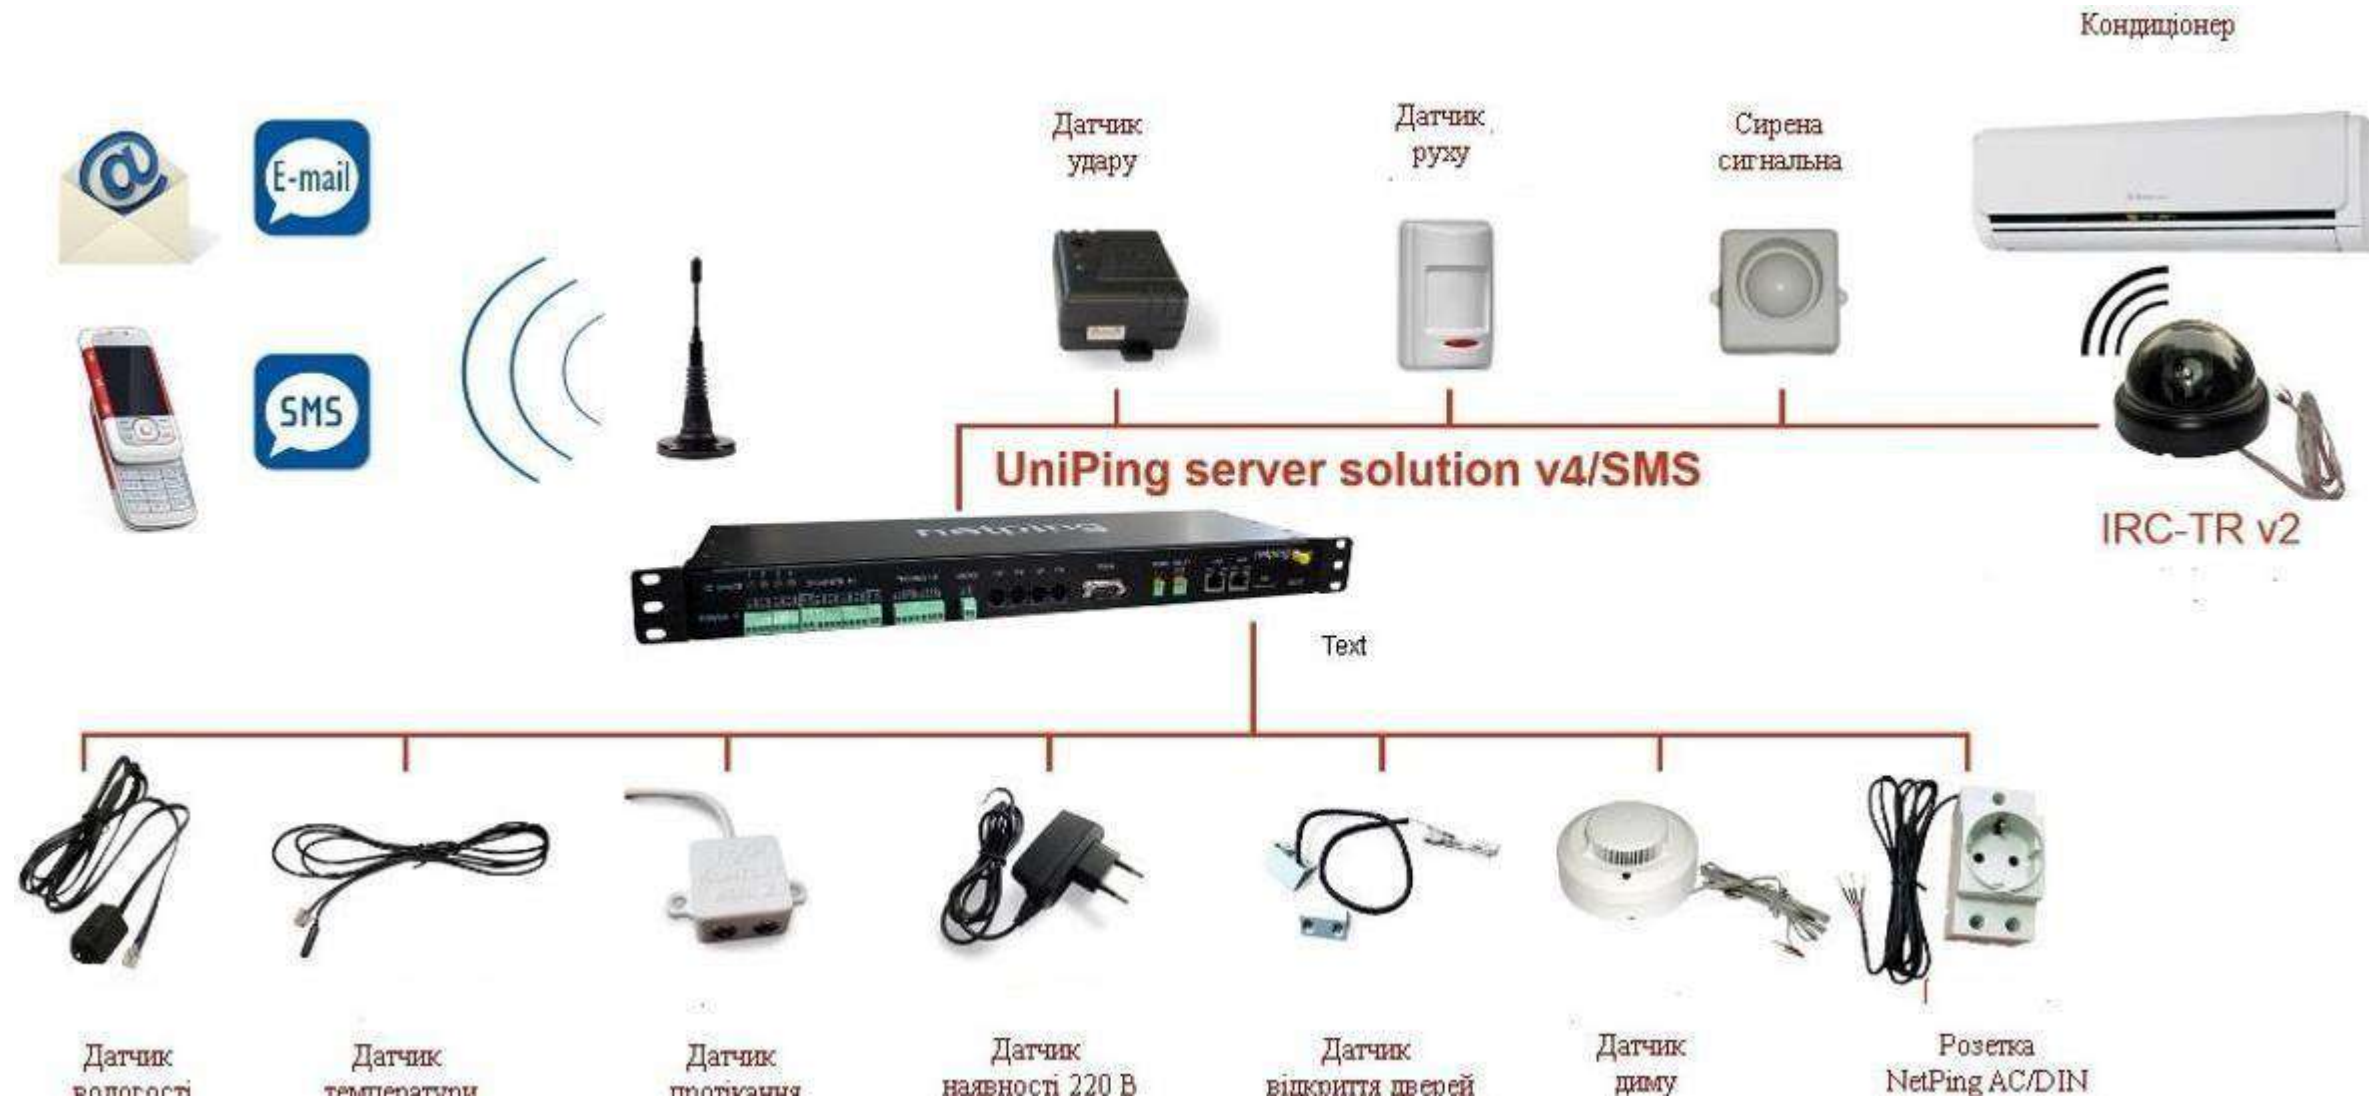 Кондиціонер
Датчик
удару
Датчик
руху
Сирена
сигнальна
@
E-mail
SMS
UniPing server solution v4/SMS
IRC-TR v2
netping
Text
Датчик
вологості
Датчик
температури
Датчик
протікання
Датчик
наявності 220 В
Датчик
відкриття дверей
Датчик
диму
Розетка
NetPing AC/DIN